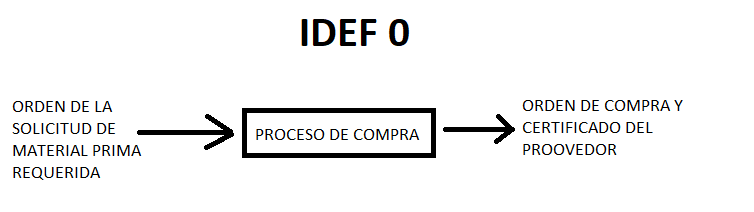 IDEF 0
ORDEN DE LA
SOLICITUD DE
MATERIAL PRIMA
REQUERIDA
PROCESO DE COMPRA
ORDEN DE COMPRA Y
CERTIFICADO DEL
PROOVEDOR